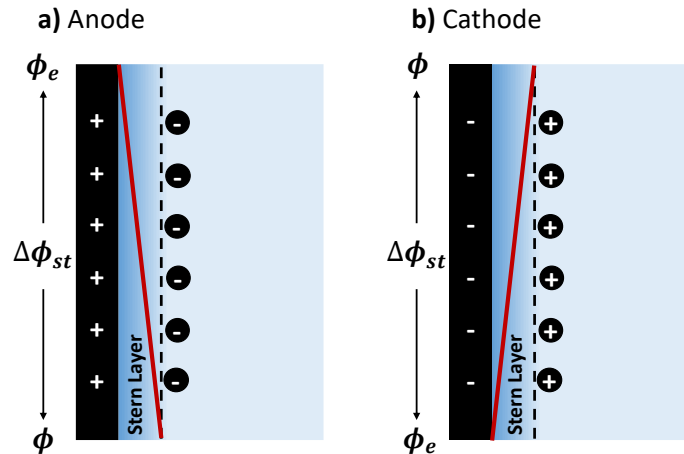 a) Anode
b) Cathode
ϕₑ
+
+
+
+
+
+
-
-
-
-
-
-
Δϕₛₜ
Stern Layer
ϕ
ϕ
-
-
-
-
-
-
+
+
+
+
+
+
Δϕₛₜ
Stern Layer
ϕₑ